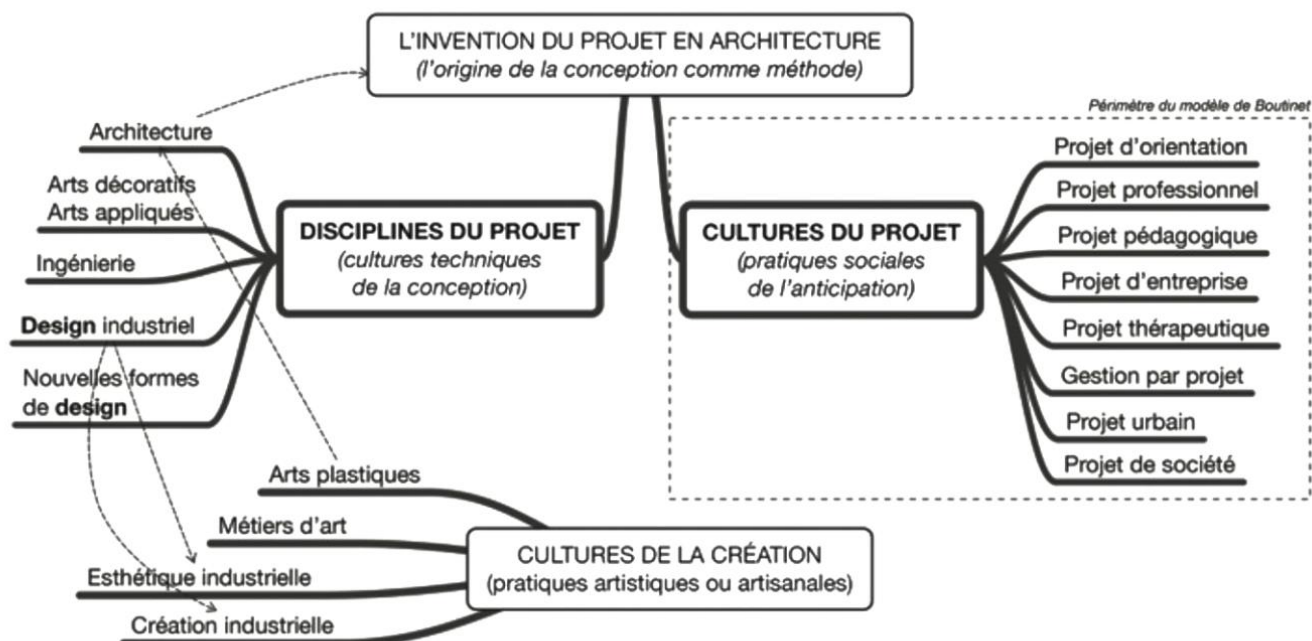 L'INVENTION DU PROJET EN ARCHITECTURE
(l'origine de la conception comme méthode)
Périmètre du modèle de Boutinet
Architecture
Arts décoratifs
Arts appliqués
Ingénierie
Design industriel
Nouvelles formes
de design
DISCIPLINES DU PROJET
(cultures techniques
de la conception)
CULTURES DU PROJET
(pratiques sociales
de l'anticipation)
Projet d'orientation
Projet professionnel
Projet pédagogique
Projet d'entreprise
Projet thérapeutique
Gestion par projet
Projet urbain
Projet de société
Arts plastiques
Métiers d'art
Esthétique industrielle
Création industrielle
CULTURES DE LA CRÉATION
(pratiques artistiques ou artisanales)